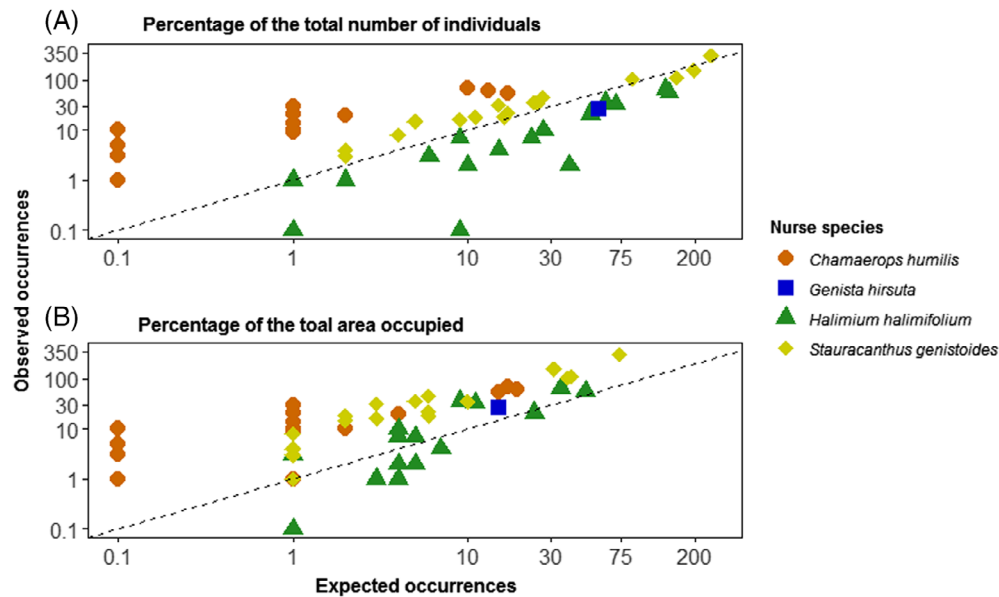 (A)
Percentage of the total number of individuals
350
100
30
10
1
0.1
0.1
1
10
30
75
200
(B)
Percentage of the toal area occupied
350
100
30
10
1
0.1
0.1
1
10
30
75
200
Observed occurrences
Expected occurrences
Nurse species
Chamaerops humilis
Genista hirsuta
Halimium halimifolium
Stauracanthus genistoides